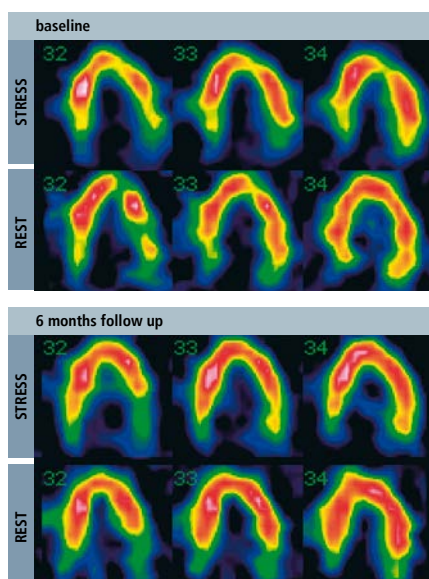 baseline
STRESS
32 33 34
REST
32 33 34
6 months follow up
STRESS
32 33 34
REST
32 33 34